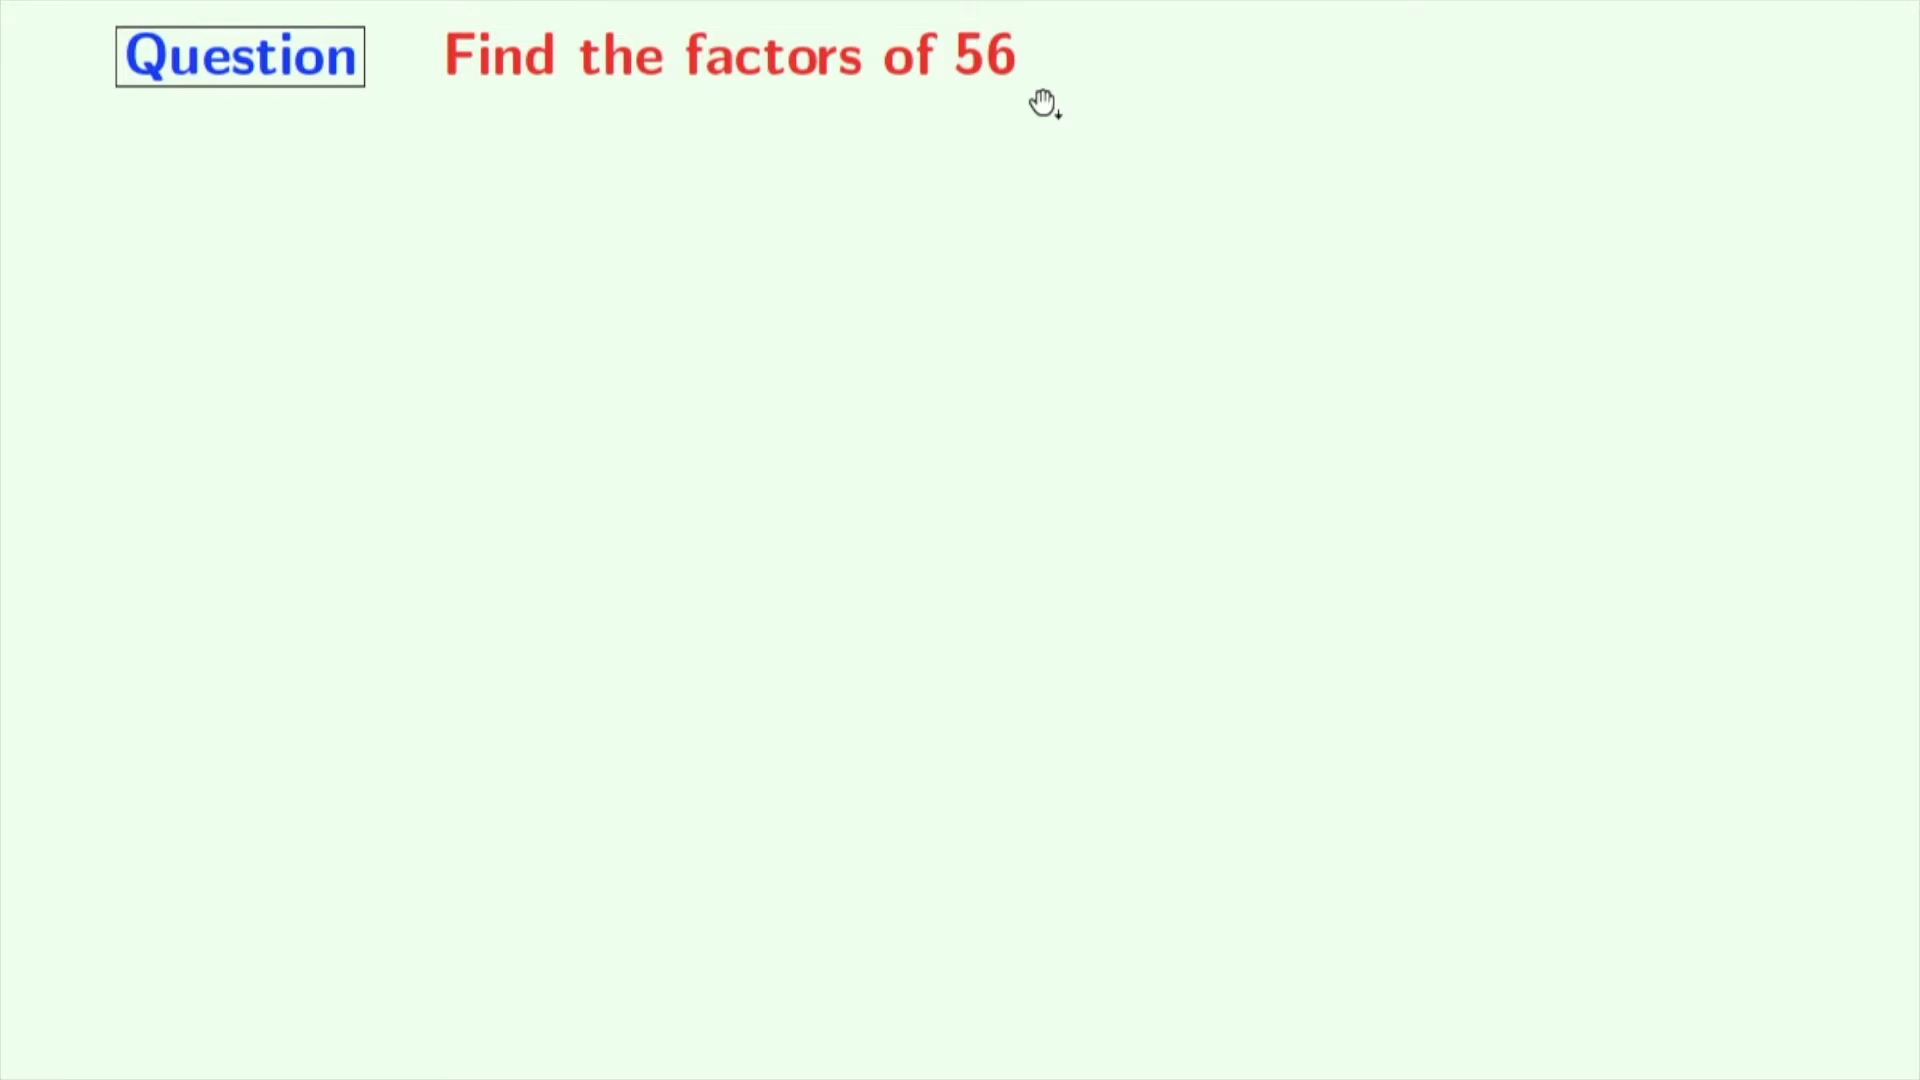 Question Find the factors of 56